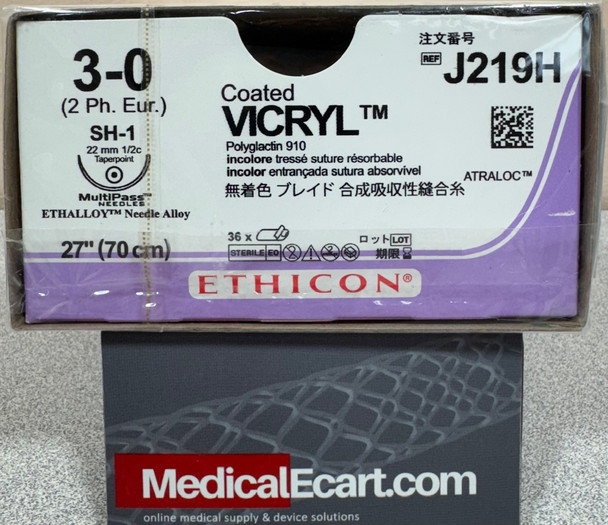 3-0
(2 Ph. Eur.)
SH-1
22 mm 1/2c
Taperpoint
MultiPass™
NEEDLES
ETHALLOY™ Needle Alloy
27" (70 cm)
Coated
VICRYL™
Polyglactin 910
incolore tressé suture résorbable
incolor entrançada sutura absorvível
無着色 ブレイド 合成吸収性縫合糸
注文番号
REF J219H
ATRALOC™
36 x
STERILE EO
ロット LOT
期限
ETHICON®
MedicalEcart.com
online medical supply & device solutions